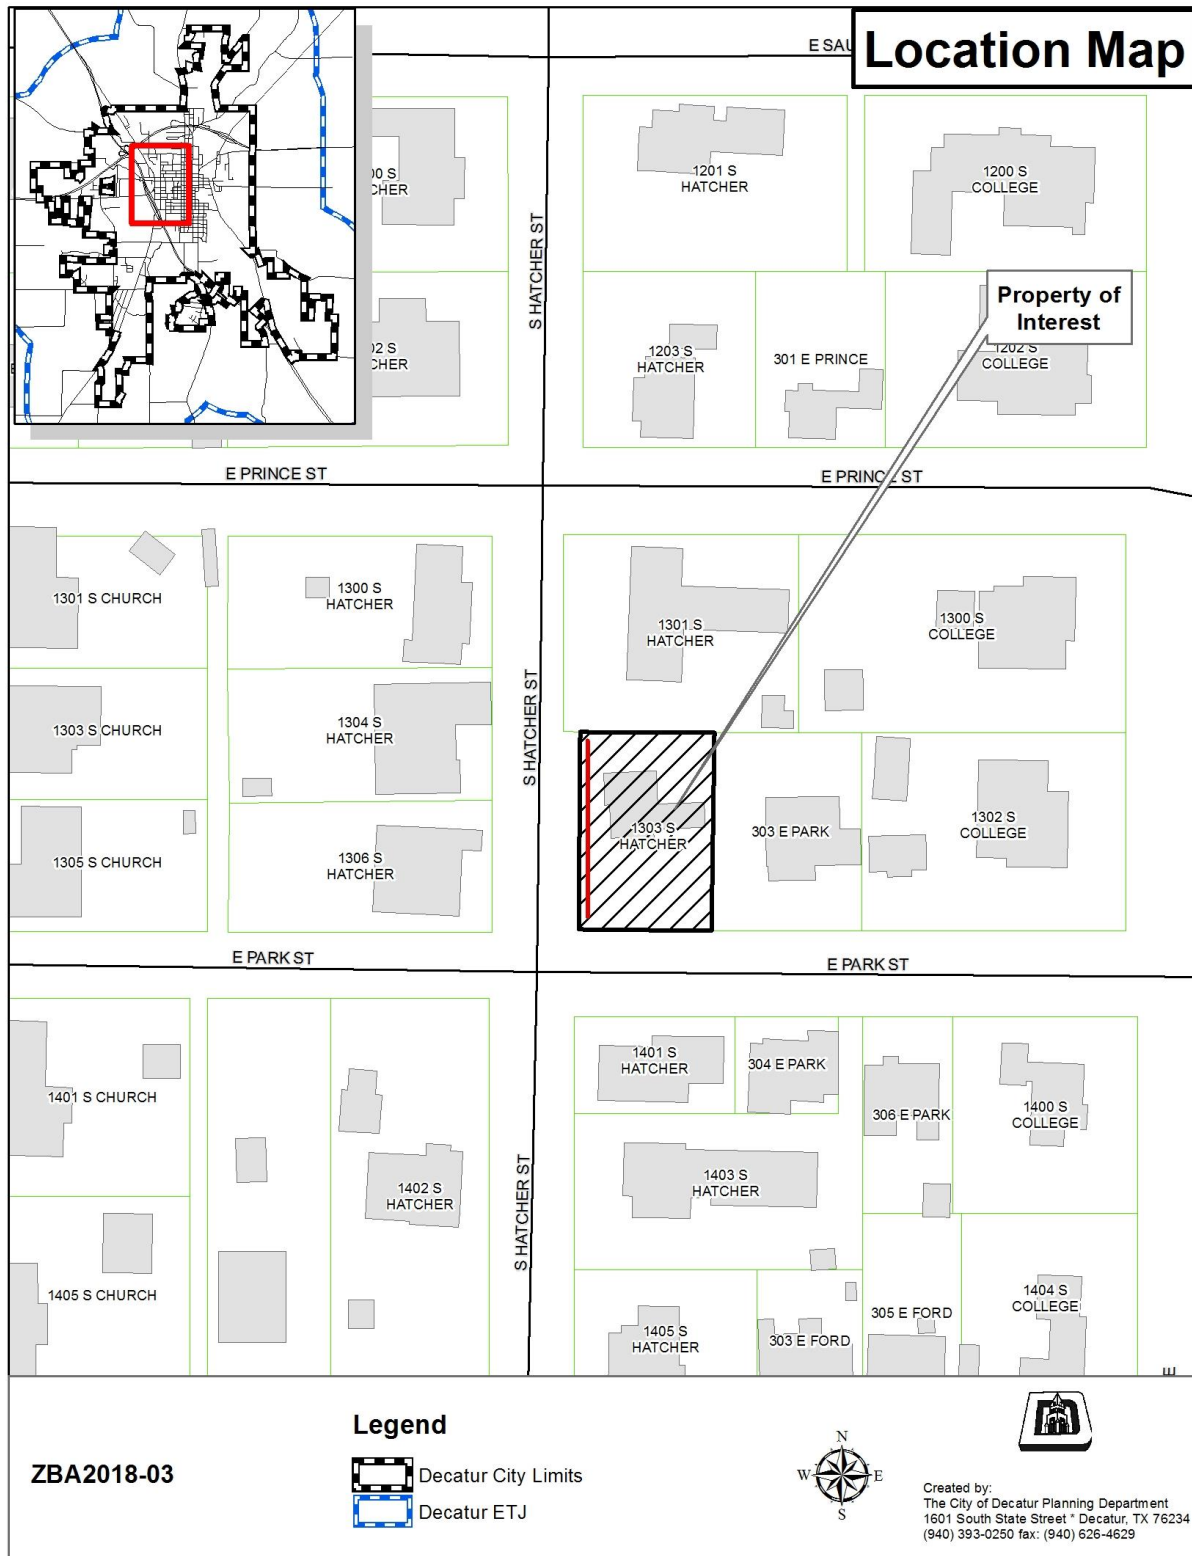 Location Map
E SAU
00 S
CHER
1201 S
HATCHER
1200 S
COLLEGE
S HATCHER ST
Property of
Interest
02 S
CHER
1203 S
HATCHER
301 E PRINCE
1202 S
COLLEGE
E PRINCE ST
E PRINCE ST
1301 S CHURCH
1300 S
HATCHER
1301 S
HATCHER
1300 S
COLLEGE
1303 S CHURCH
1304 S
HATCHER
S HATCHER ST
1305 S CHURCH
1306 S
HATCHER
1303 S
HATCHER
303 E PARK
1302 S
COLLEGE
E PARK ST
E PARK ST
1401 S CHURCH
1401 S
HATCHER
304 E PARK
306 E PARK
1400 S
COLLEGE
1402 S
HATCHER
S HATCHER ST
1403 S
HATCHER
1405 S CHURCH
1405 S
HATCHER
303 E FORD
305 E FORD
1404 S
COLLEGE
E
ZBA2018-03
Legend
Decatur City Limits
Decatur ETJ
N
W E
S
D
Created by:
The City of Decatur Planning Department
1601 South State Street * Decatur, TX 76234
(940) 393-0250 fax: (940) 626-4629